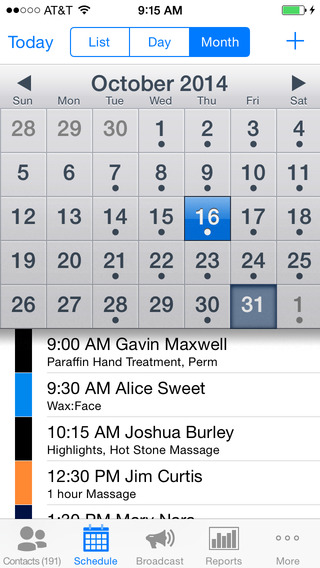 AT&T 9:15 AM
Today List Day Month +
October 2014
Sun Mon Tue Wed Thu Fri Sat
28 29 30 1 2 3 4
5 6 7 8 9 10 11
12 13 14 15 16 17 18
19 20 21 22 23 24 25
26 27 28 29 30 31 1
9:00 AM Gavin Maxwell
Paraffin Hand Treatment, Perm
9:30 AM Alice Sweet
Wax:Face
10:15 AM Joshua Burley
Highlights, Hot Stone Massage
12:30 PM Jim Curtis
1 hour Massage
1:30 PM Mary
Contacts (191) Schedule Broadcast Reports More